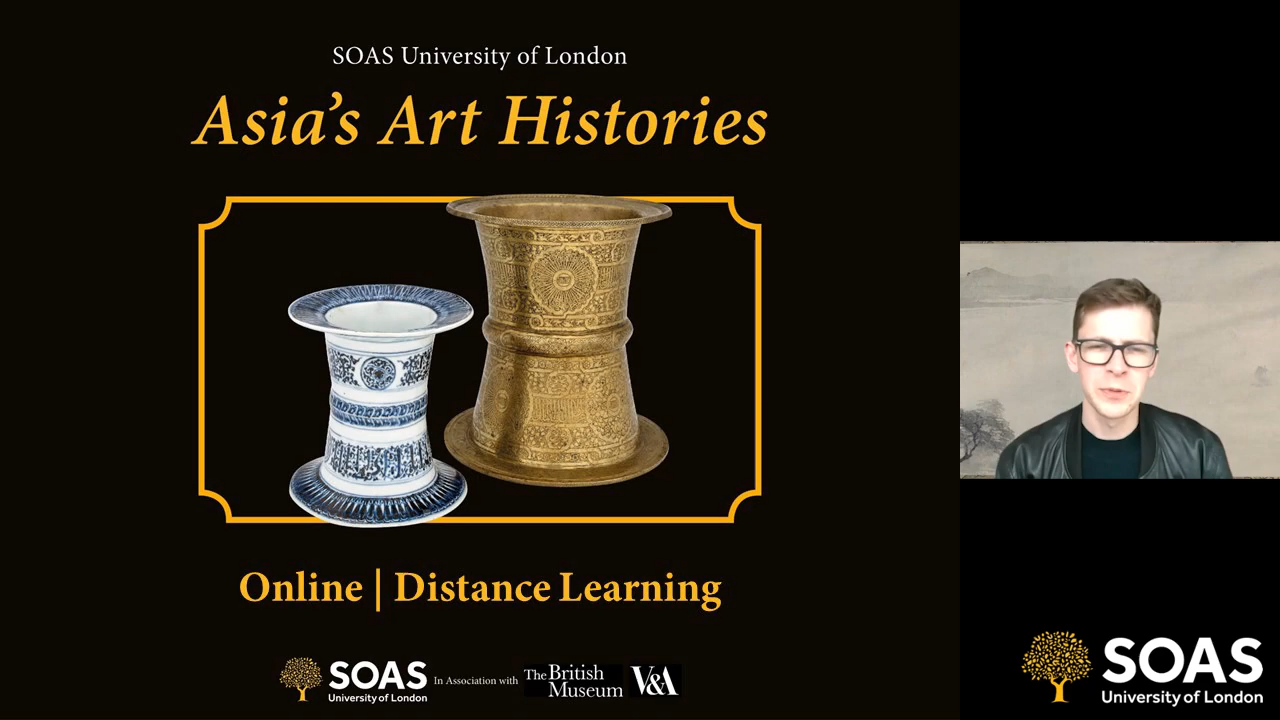 SOAS University of London
Asia's Art Histories
Online | Distance Learning
SOAS
University of London
In Association with
The British
Museum
V&A
SOAS
University of London